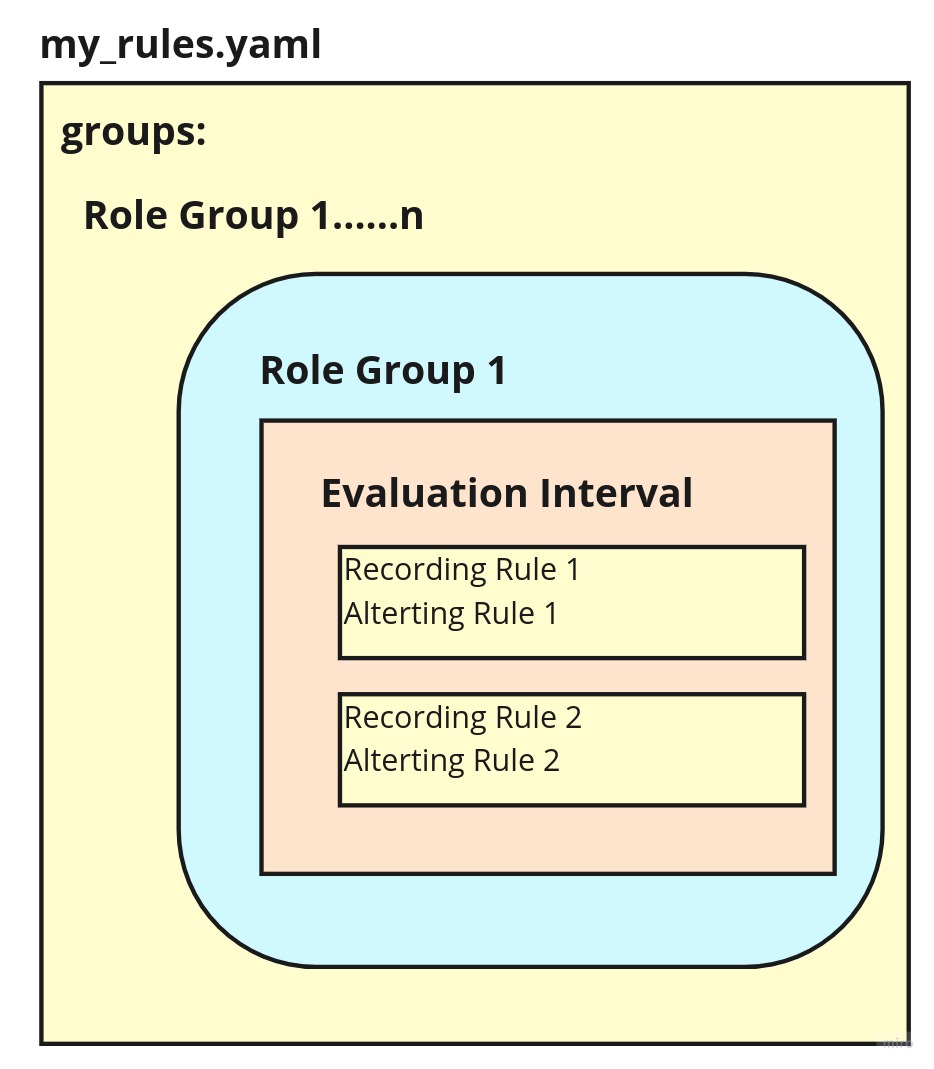 my_rules.yaml
groups:
Role Group 1......n
Role Group 1
Evaluation Interval
Recording Rule 1
Alterting Rule 1
Recording Rule 2
Alterting Rule 2
miro